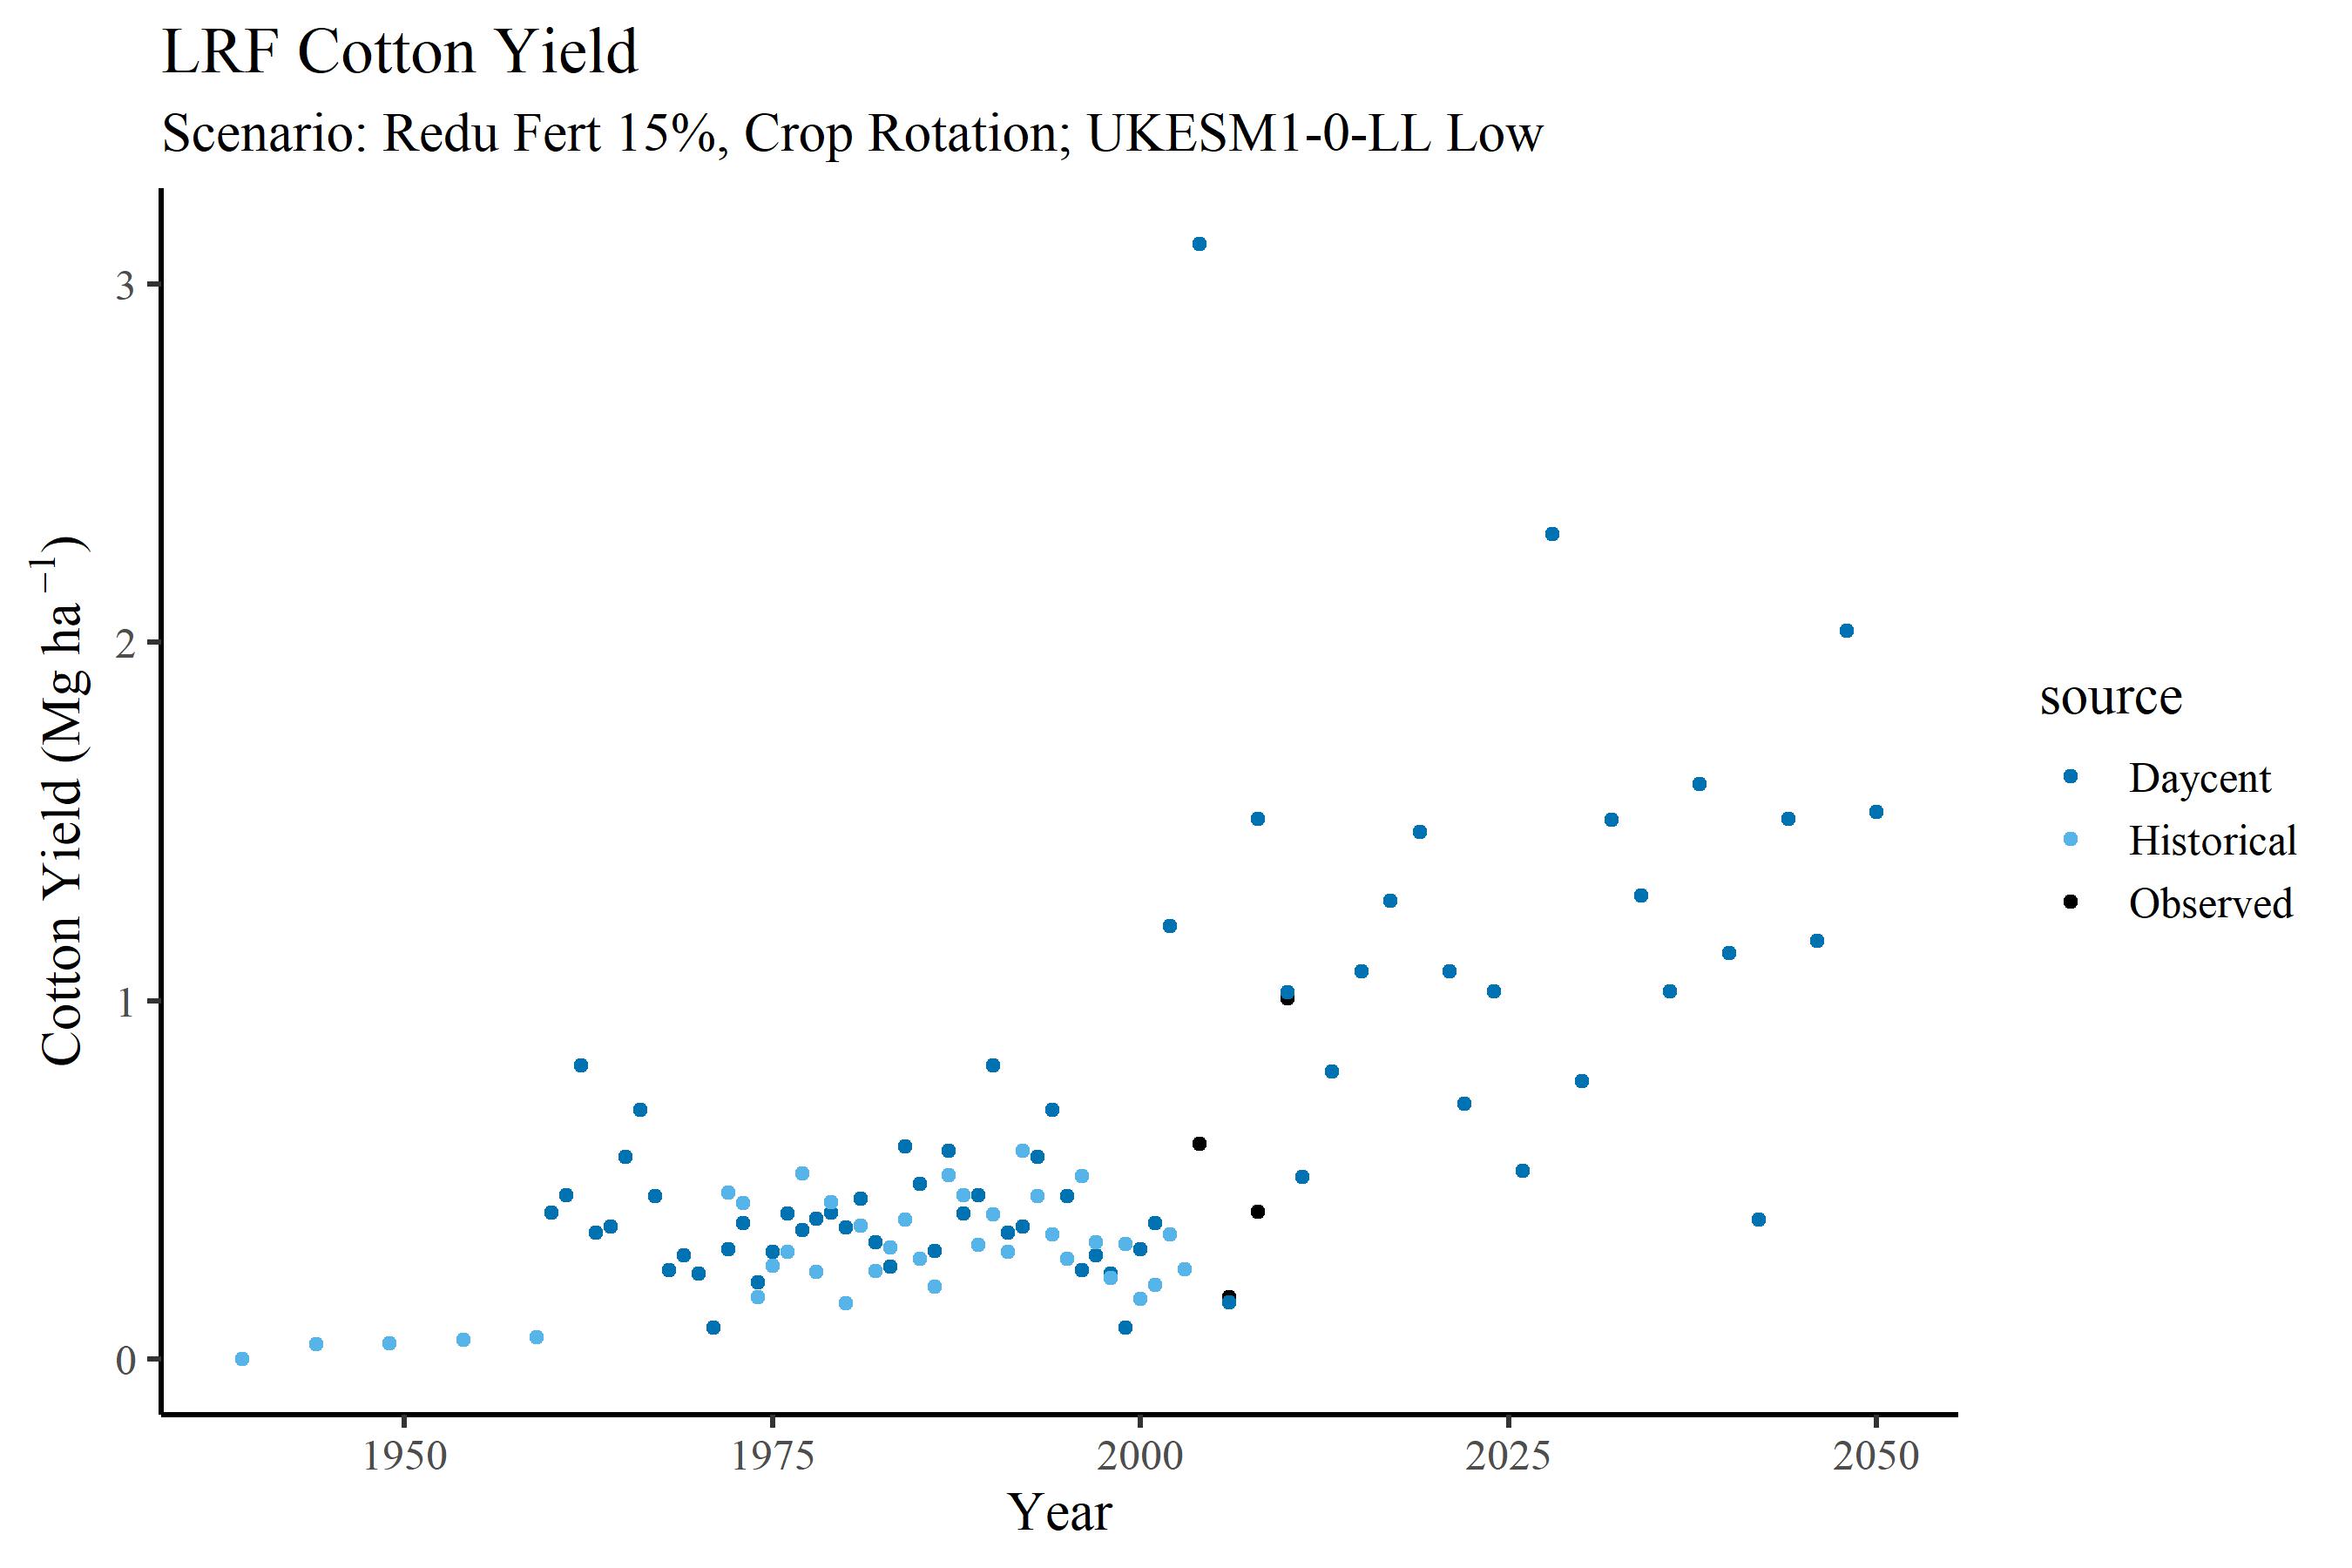 LRF Cotton Yield
Scenario: Redu Fert 15%, Crop Rotation; UKESM1-0-LL Low
Cotton Yield (Mg ha⁻¹)
3
2
1
0
1950 1975 2000 2025 2050
Year
source
Daycent
Historical
Observed